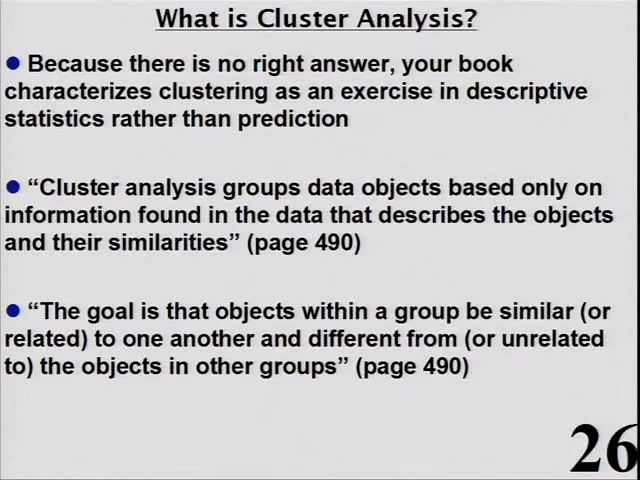 What is Cluster Analysis?
● Because there is no right answer, your book
characterizes clustering as an exercise in descriptive
statistics rather than prediction
● “Cluster analysis groups data objects based only on
information found in the data that describes the objects
and their similarities” (page 490)
● “The goal is that objects within a group be similar (or
related) to one another and different from (or unrelated
to) the objects in other groups” (page 490)
26